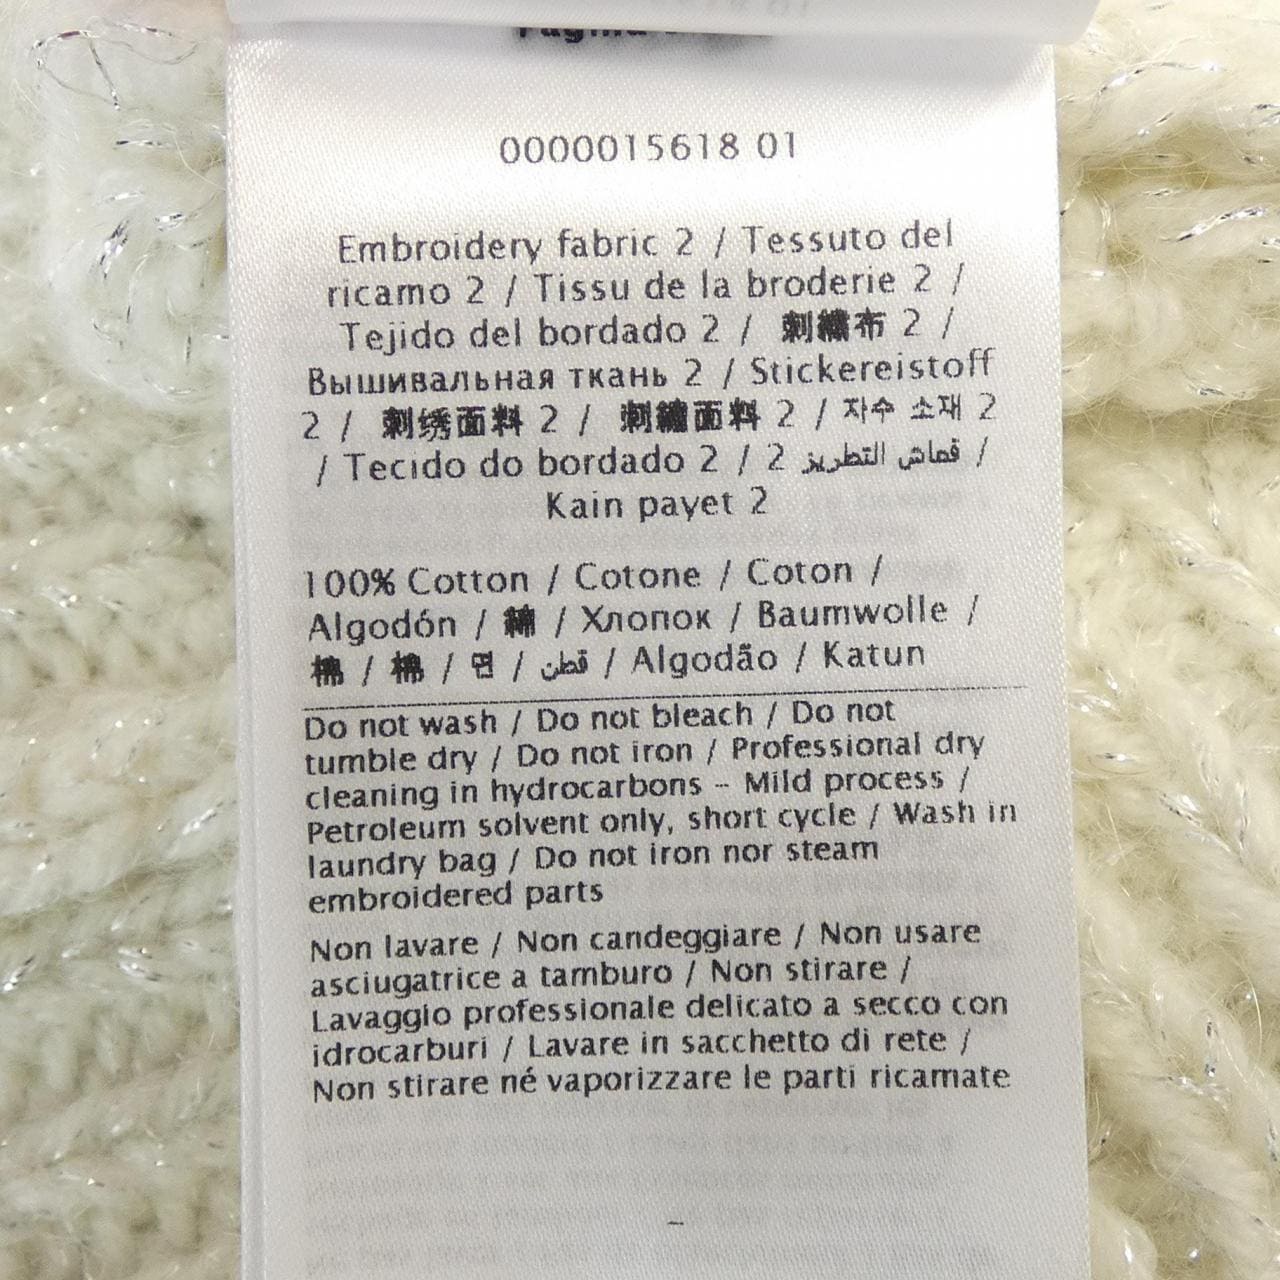 0000015618 01
Embroidery fabric 2 / Tessuto del
ricamo 2 / Tissu de la broderie 2 /
Tejido del bordado 2 / 刺繍布 2 /
Вышивальная ткань 2 / Stickereistoff
2 / 刺绣面料 2 / 刺繡面料 2 / 자수 소재 2
/ Tecido do bordado 2 / 2 قماش التطريز /
Kain payet 2
100% Cotton / Cotone / Coton /
Algodón / 綿 / Хлопок / Baumwolle /
棉 / 棉 / 면 / قطن / Algodão / Katun
Do not wash / Do not bleach / Do not
tumble dry / Do not iron / Professional dry
cleaning in hydrocarbons – Mild process /
Petroleum solvent only, short cycle / Wash in
laundry bag / Do not iron nor steam
embroidered parts
Non lavare / Non candeggiare / Non usare
asciugatrice a tamburo / Non stirare /
Lavaggio professionale delicato a secco con
idrocarburi / Lavare in sacchetto di rete /
Non stirare né vaporizzare le parti ricamate